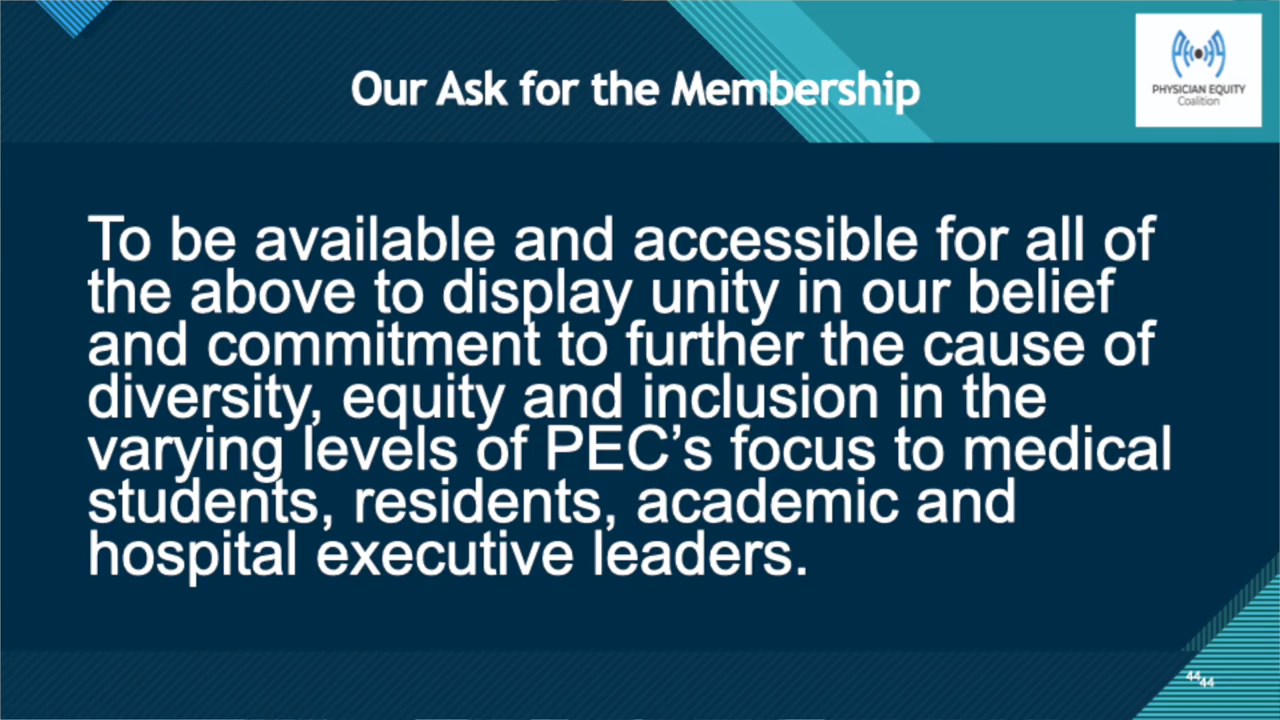 Our Ask for the Membership
PHYSICIAN EQUITY
Coalition
To be available and accessible for all of
the above to display unity in our belief
and commitment to further the cause of
diversity, equity and inclusion in the
varying levels of PEC’s focus to medical
students, residents, academic and
hospital executive leaders.
44
44